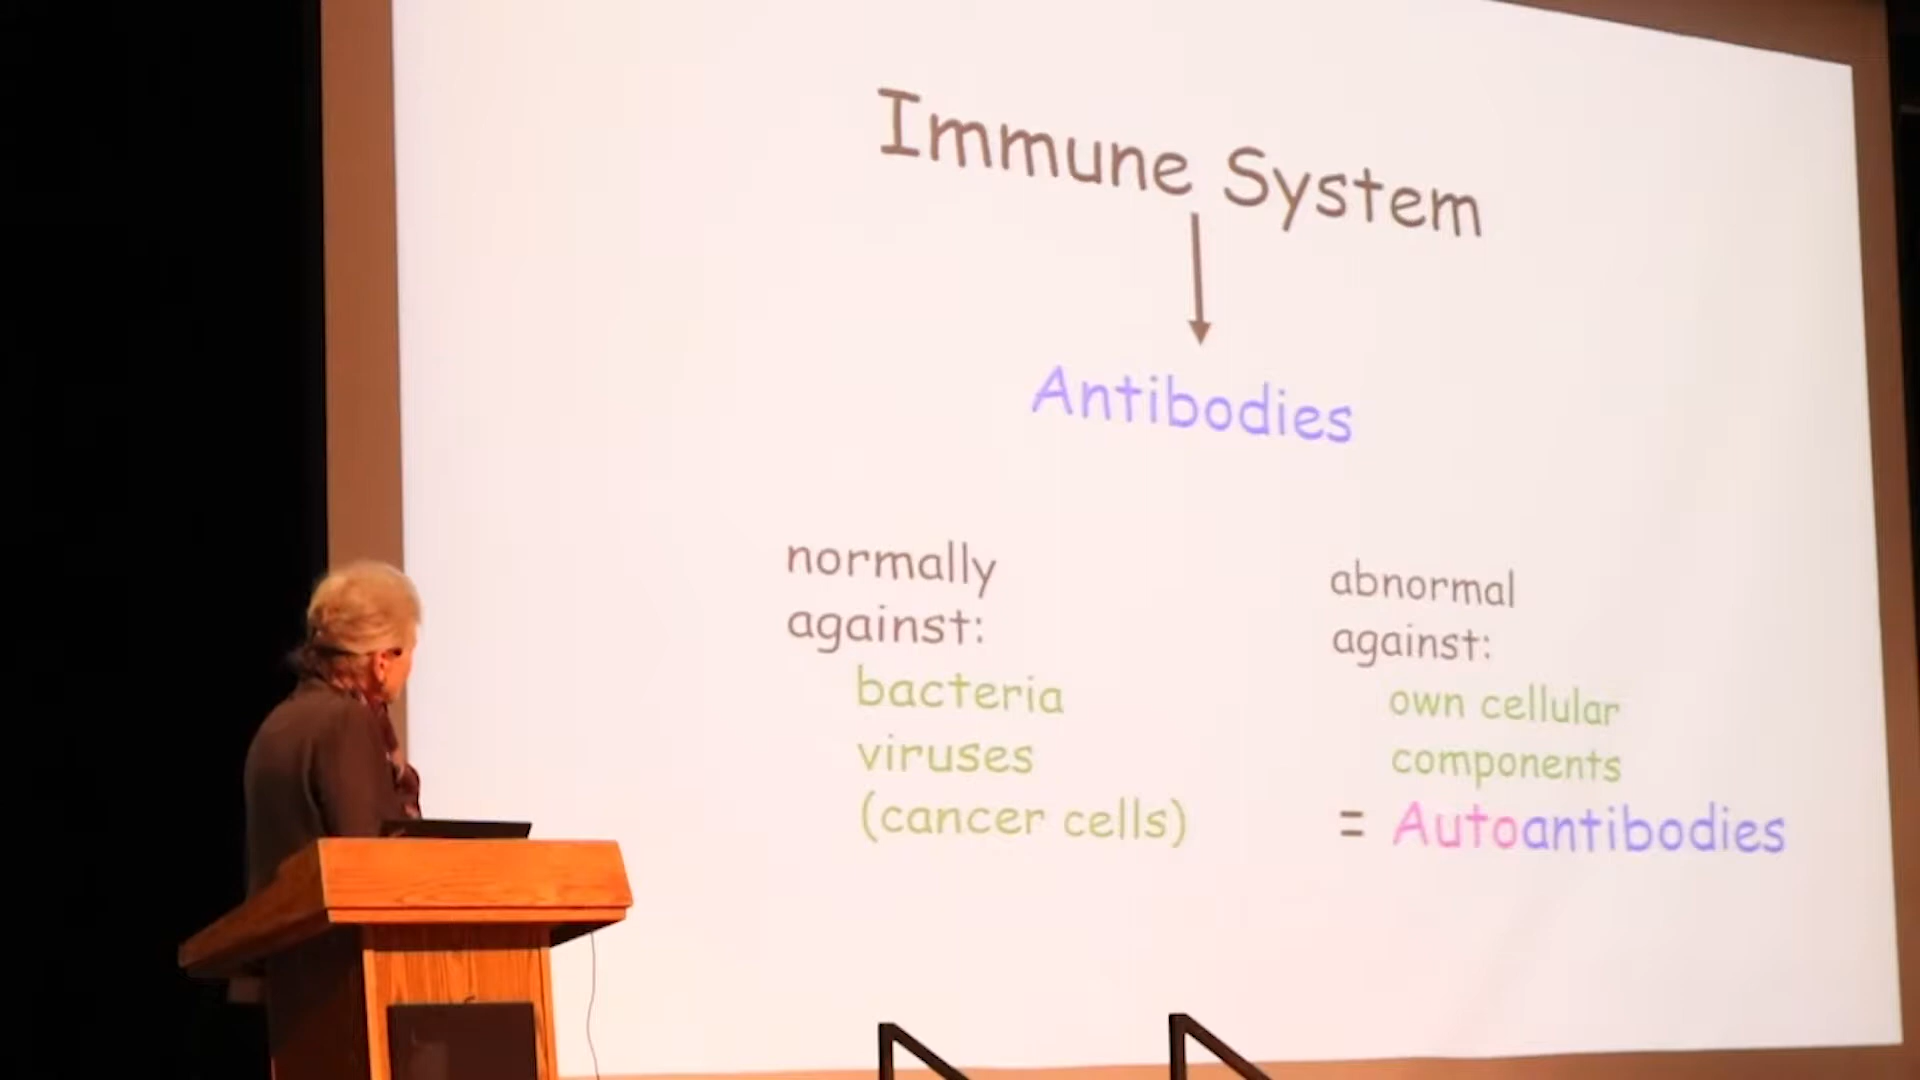 Immune System
Antibodies
normally
against:
bacteria
viruses
(cancer cells)
abnormal
against:
own cellular
components
= Autoantibodies